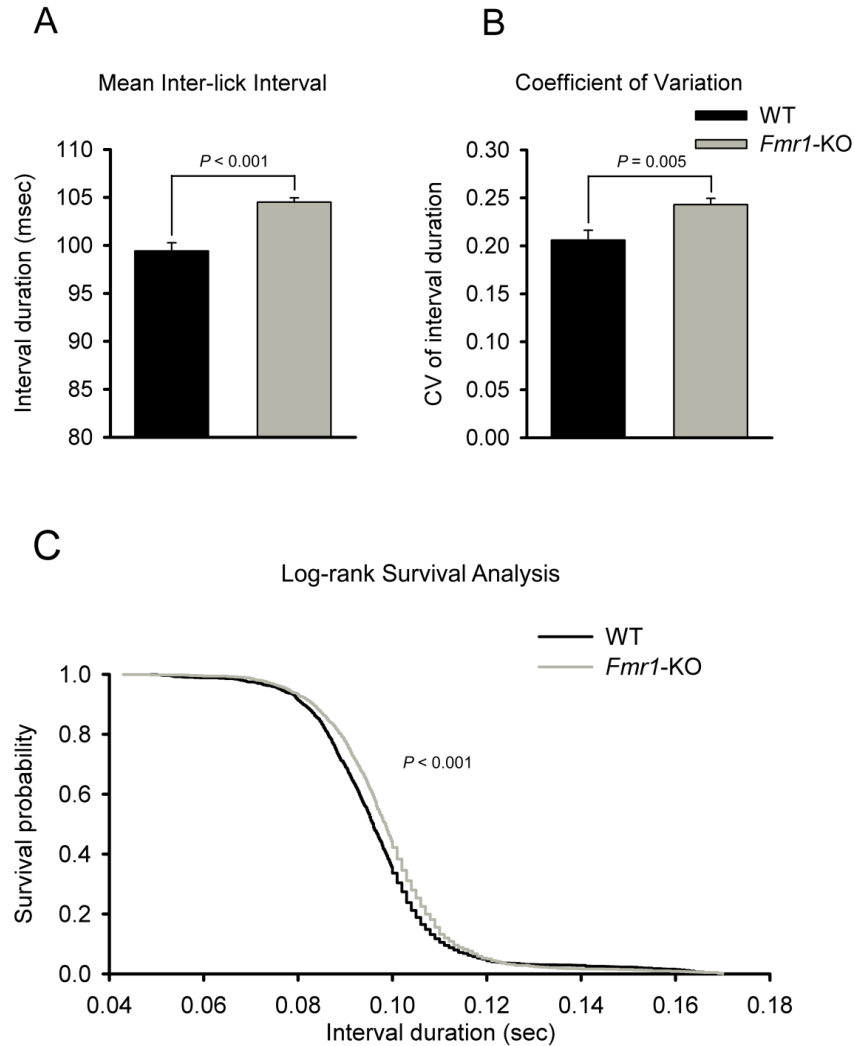 A
Mean Inter-lick Interval
Interval duration (msec)
110
105
100
95
90
85
80
P < 0.001
B
Coefficient of Variation
WT
Fmr1-KO
CV of interval duration
0.30
0.25
0.20
0.15
0.10
0.05
0.00
P = 0.005
C
Log-rank Survival Analysis
WT
Fmr1-KO
Survival probability
1.0
0.8
0.6
0.4
0.2
0.0
P < 0.001
0.04 0.06 0.08 0.10 0.12 0.14 0.16 0.18
Interval duration (sec)